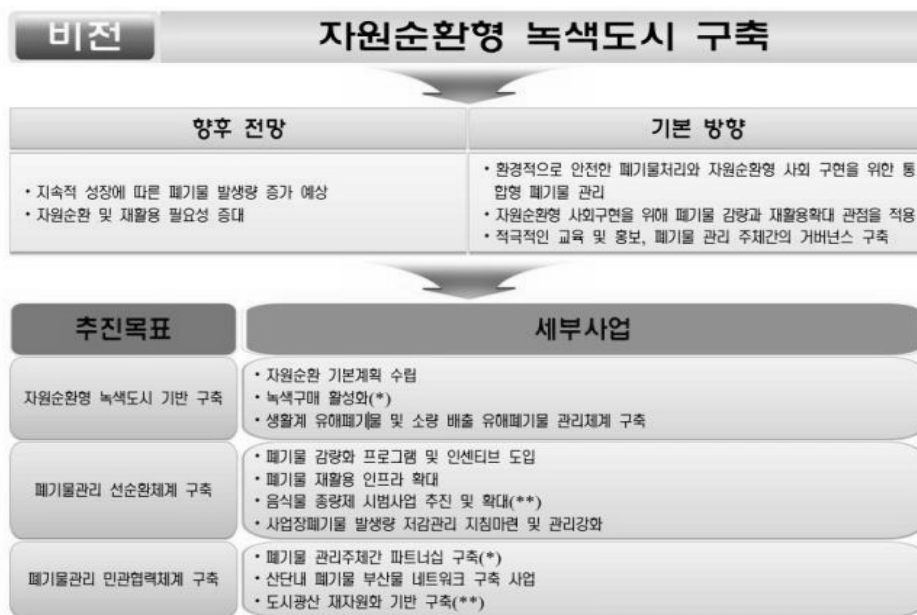 비전
자원순환형 녹색도시 구축
향후 전망
기본 방향
• 지속적 성장에 따른 폐기물 발생량 증가 예상
• 자원순환 및 재활용 필요성 증대
• 환경적으로 안전한 폐기물처리와 자원순환형 사회 구현을 위한 통
합형 폐기물 관리
• 자원순환형 사회구현을 위해 폐기물 감량과 재활용확대 관점을 적용
• 적극적인 교육 및 홍보, 폐기물 관리 주체간의 거버넌스 구축
추진목표
세부사업
자원순환형 녹색도시 기반 구축
• 자원순환 기본계획 수립
• 녹색구매 활성화(*)
• 생활계 유해폐기물 및 소량 배출 유해폐기물 관리체계 구축
폐기물관리 선순환체계 구축
• 폐기물 감량화 프로그램 및 인센티브 도입
• 폐기물 재활용 인프라 확대
• 음식물 종량제 시범사업 추진 및 확대(**)
• 사업장폐기물 발생량 저감관리 지침마련 및 관리강화
폐기물관리 민관협력체계 구축
• 폐기물 관리주체간 파트너십 구축(*)
• 산단내 폐기물 부산물 네트워크 구축 사업
• 도시광산 재자원화 기반 구축(**)